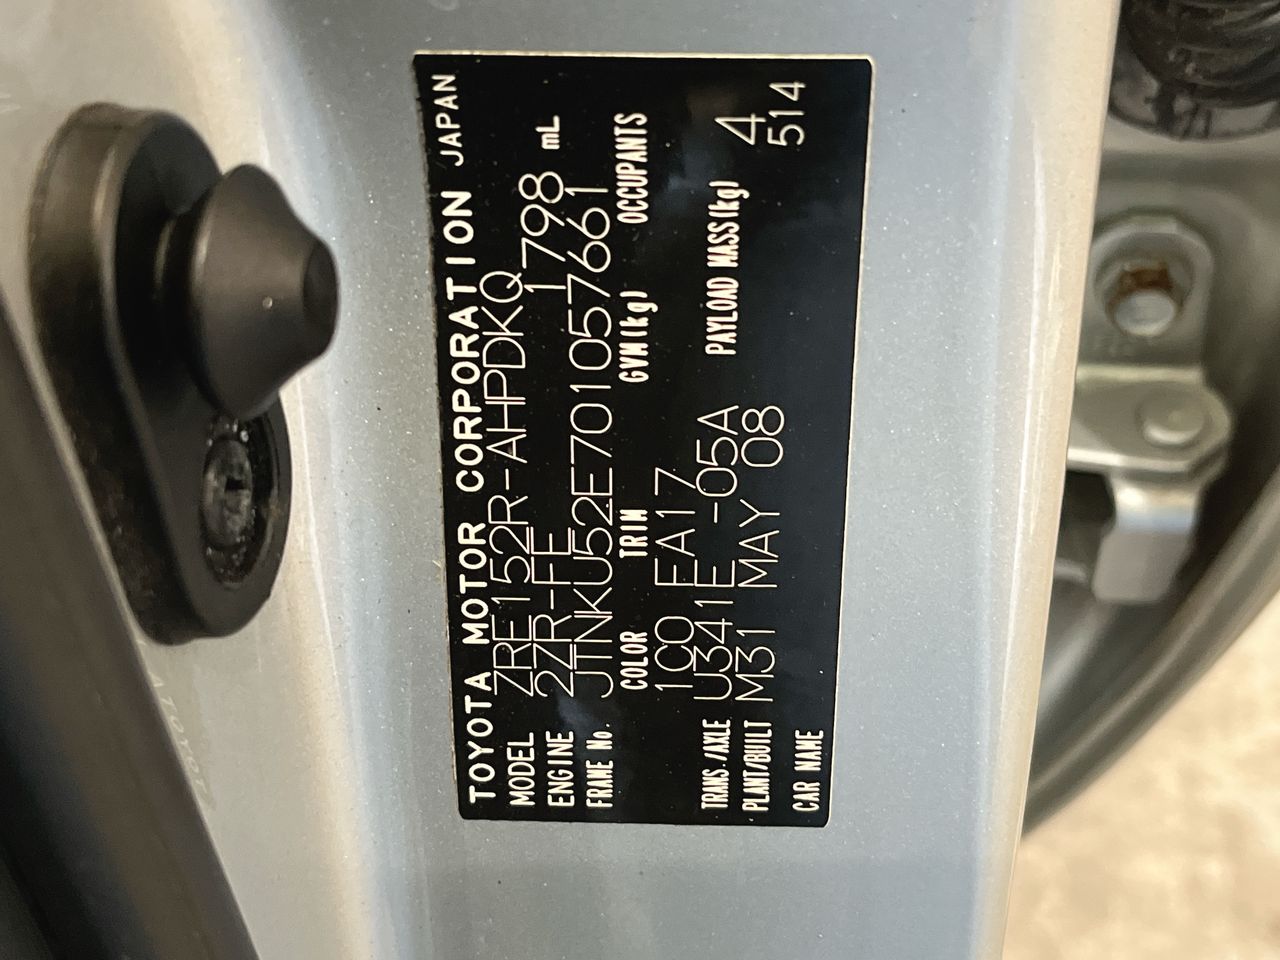 TOYOTA MOTOR CORPORATION JAPAN
MODEL ZRE152R-AHPDKQ
ENGINE 2ZR-FE 1798 mL
FRAME No. JTNKU52E701057661
COLOR TRIM GVM(kg) OCCUPANTS
1C0 FA17
TRANS./AXLE U341E -05A PAYLOAD MASS(kg) 4
PLANT/BUILT M31 MAY 08 514
CAR NAME